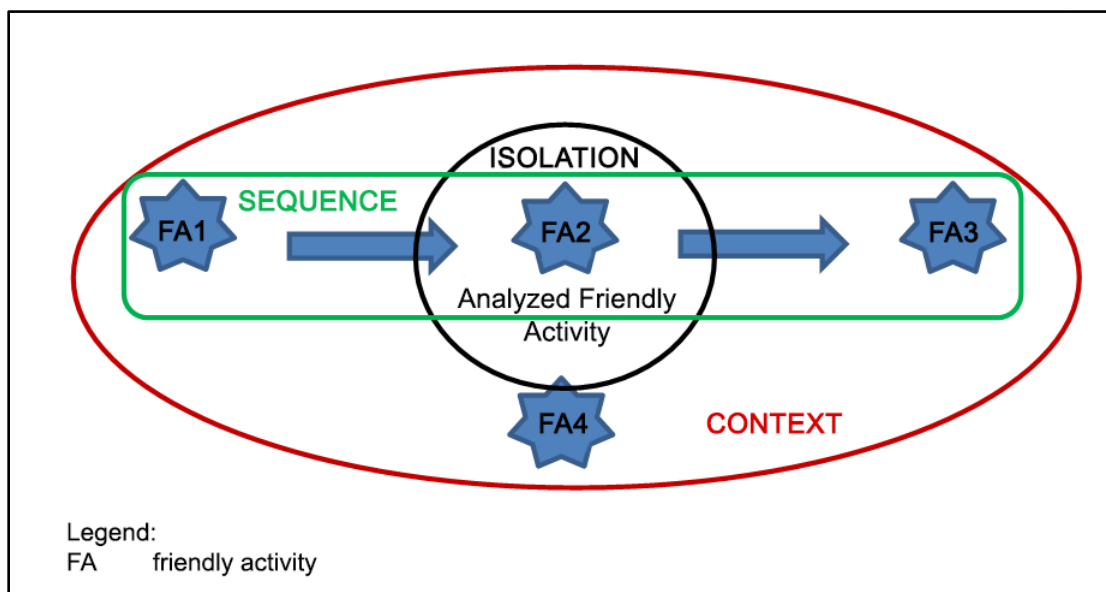 ISOLATION
SEQUENCE
FA1
FA2
FA3
Analyzed Friendly
Activity
FA4
CONTEXT
Legend:
FA friendly activity